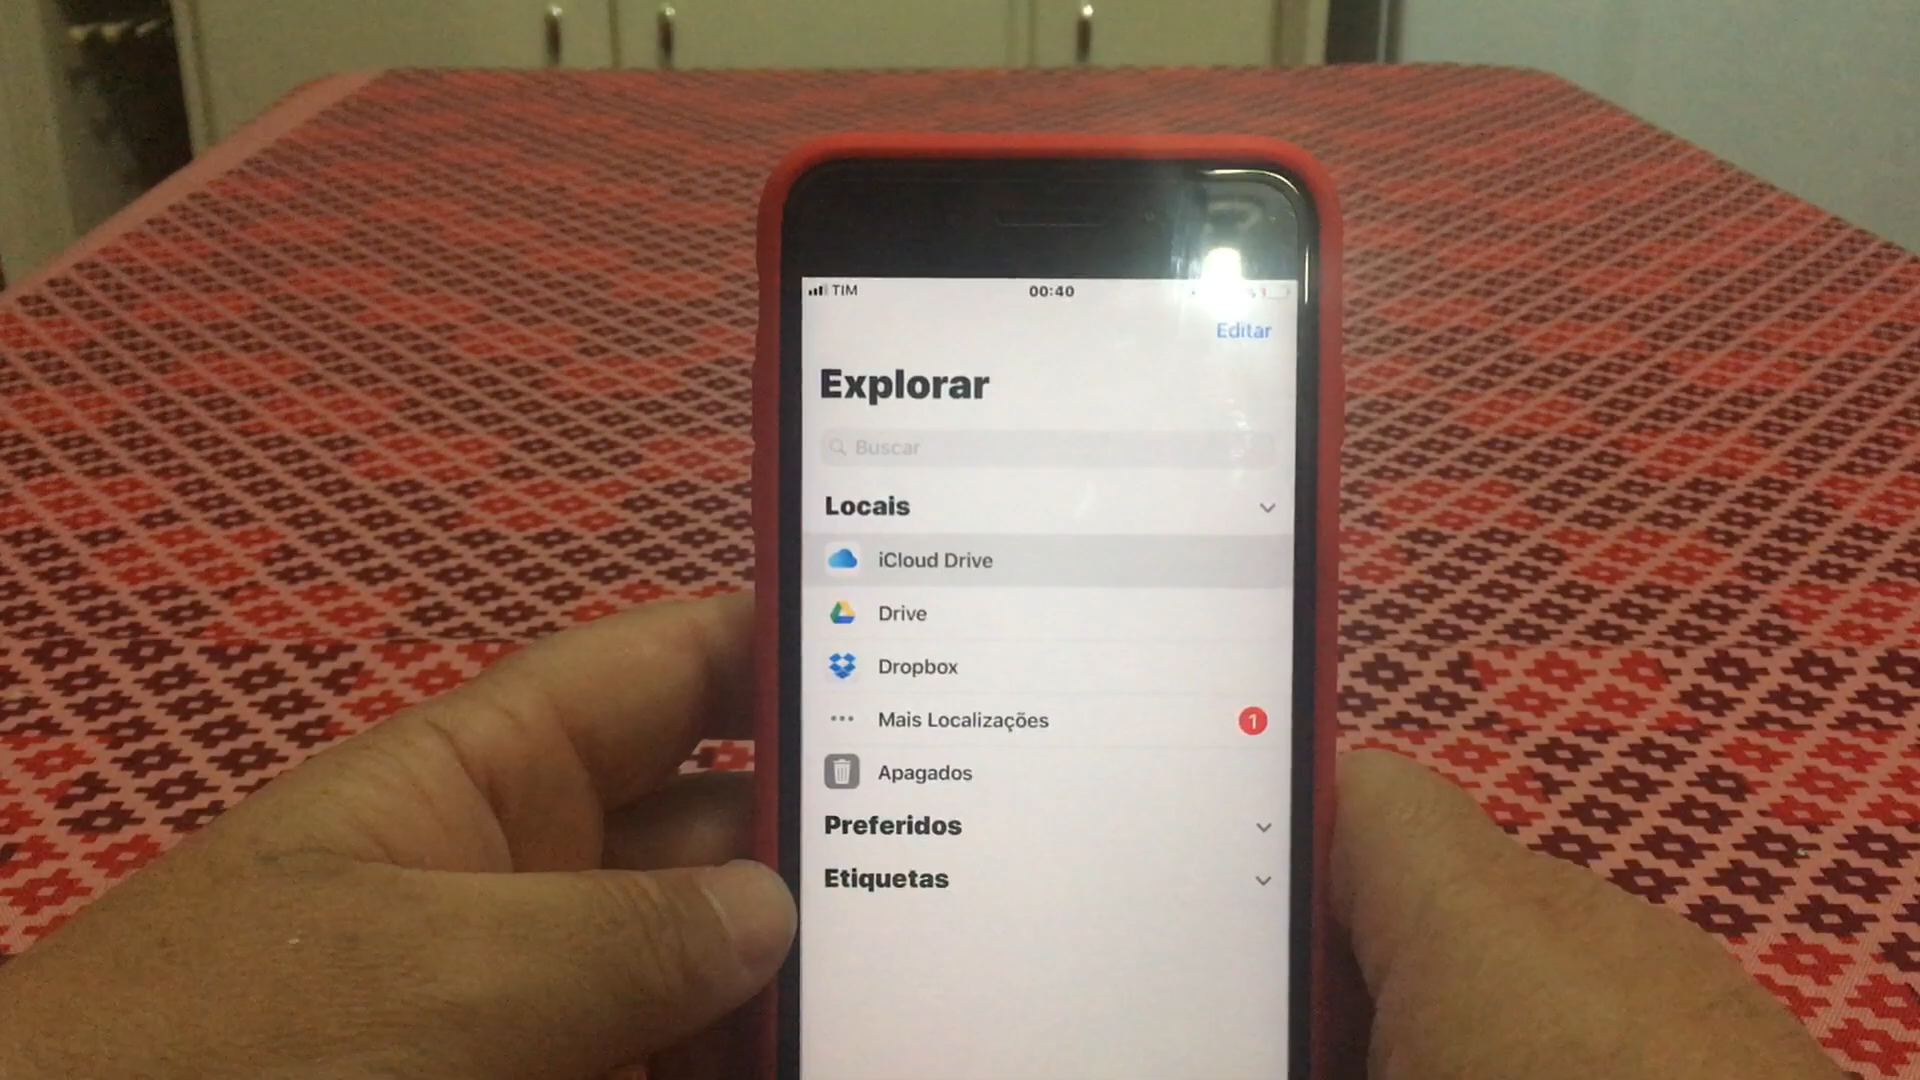 TIM
00:40
Editar
Explorar
Buscar
Locais
iCloud Drive
Drive
Dropbox
Mais Localizações
1
Apagados
Preferidos
Etiquetas